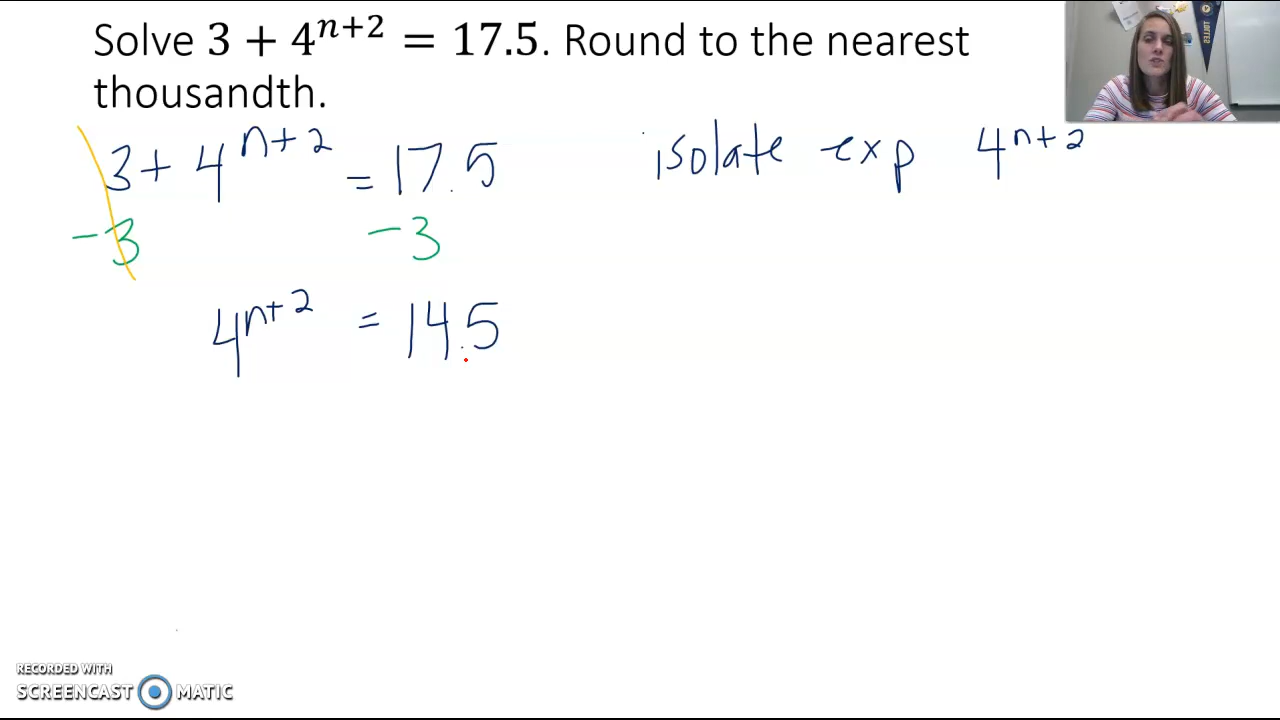 Solve 3 + 4^{n+2} = 17.5. Round to the nearest
thousandth.
3 + 4^{n+2} = 17.5
isolate exp 4^{n+2}
-3 -3
4^{n+2} = 14.5
RECORDED WITH
SCREENCAST MATIC